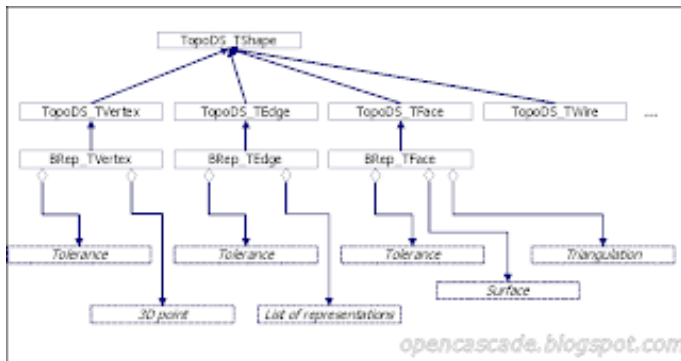 TopoDS_TShape
TopoDS_TVertex TopoDS_TEdge TopoDS_TFace TopoDS_TWire ....
BRep_TVertex BRep_TEdge BRep_TFace
Tolerance Tolerance Tolerance Triangulation
Surface
3D point List of representations
opencascade.blogspot.com